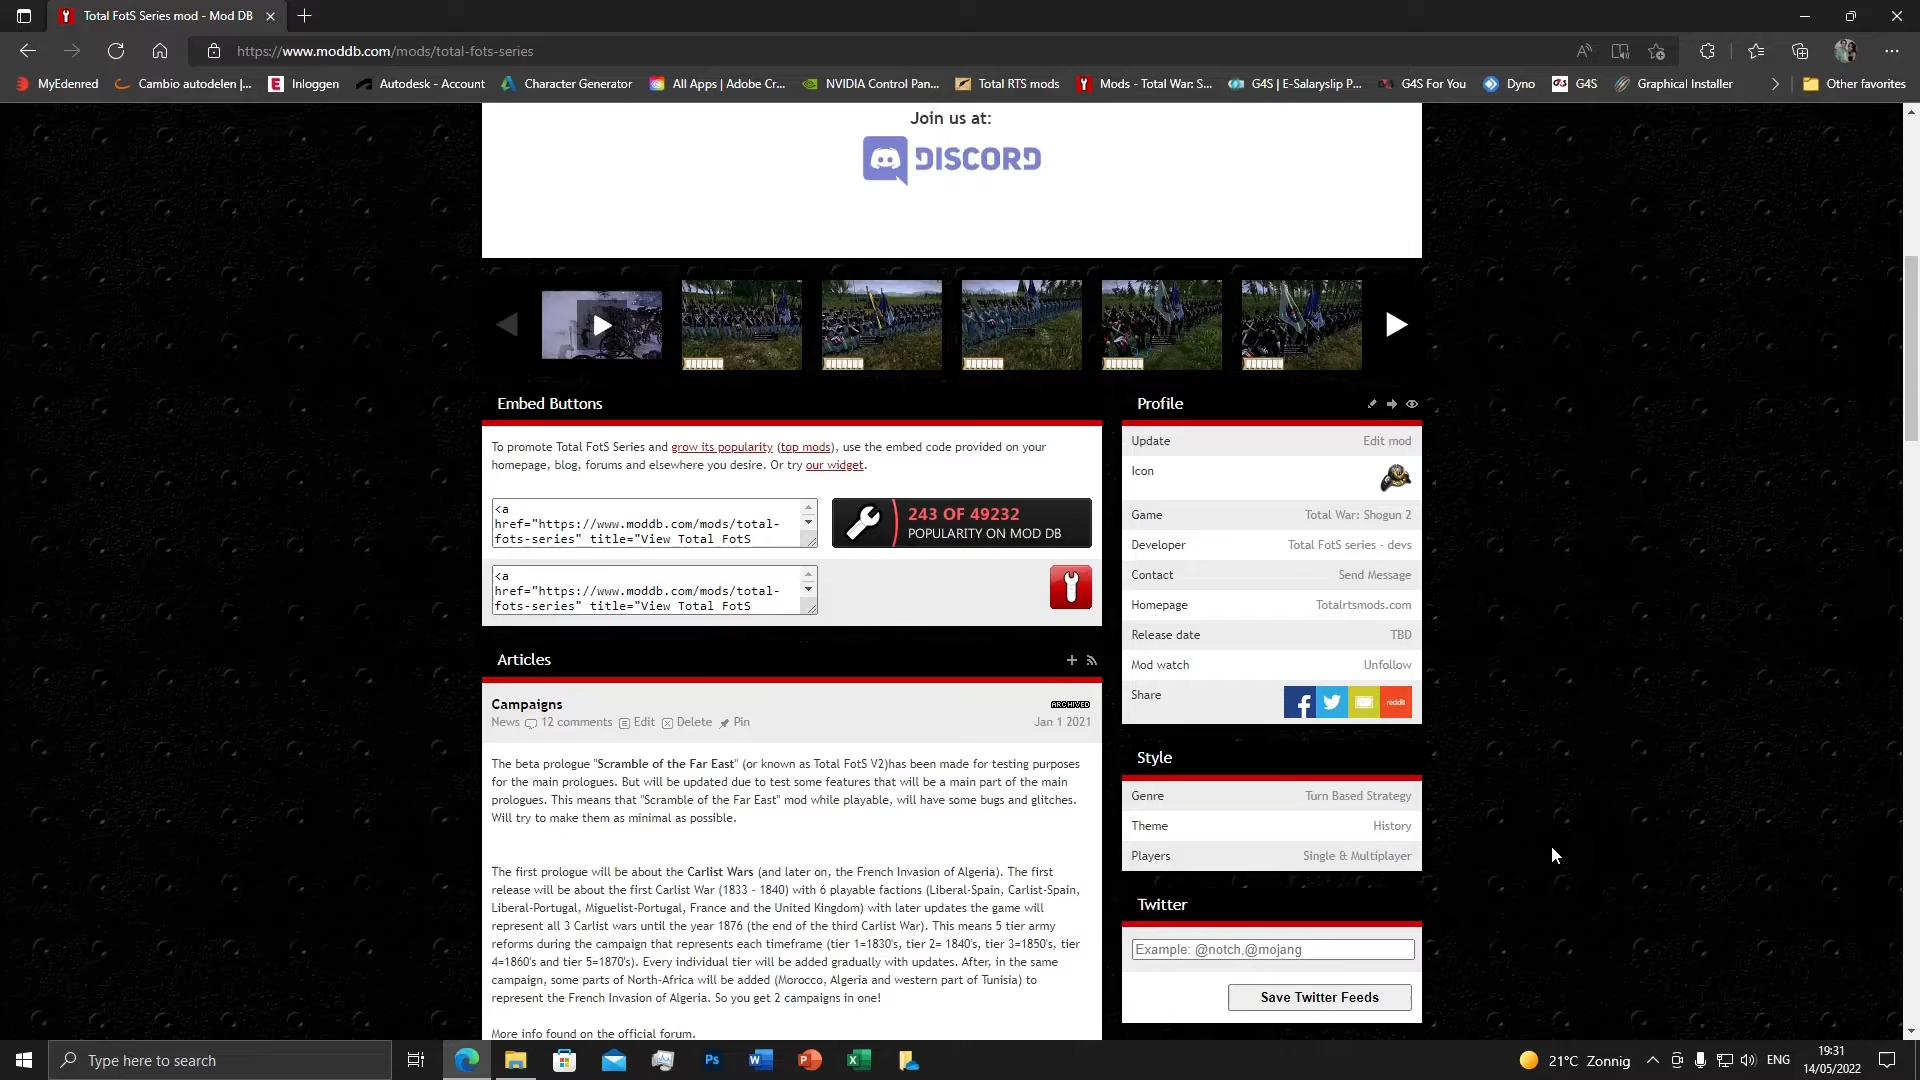 Total FotS Series mod - Mod DB
https://www.moddb.com/mods/total-fots-series
MyEdenred
Cambio autodelen |...
Inloggen
Autodesk - Account
Character Generator
All Apps | Adobe Cr...
NVIDIA Control Pan...
Total RTS mods
Mods - Total War: S...
G4S | E-Salaryslip P...
G4S For You
Dyno
G4S
Graphical Installer
Other favorites
Join us at:
DISCORD
Embed Buttons
To promote Total FotS Series and grow its popularity (top mods), use the embed code provided on your
homepage, blog, forums and elsewhere you desire. Or try our widget.
<a
href="https://www.moddb.com/mods/total-
fots-series" title="View Total FotS
243 OF 49232
POPULARITY ON MOD DB
<a
href="https://www.moddb.com/mods/total-
fots-series" title="View Total FotS
Articles
Campaigns
ARCHIVED
News 12 comments Edit Delete Pin
Jan 1 2021
The beta prologue "Scramble of the Far East" (or known as Total FotS V2)has been made for testing purposes
for the main prologues. But will be updated due to test some features that will be a main part of the main
prologues. This means that "Scramble of the Far East" mod while playable, will have some bugs and glitches.
Will try to make them as minimal as possible.
The first prologue will be about the Carlist Wars (and later on, the French Invasion of Algeria). The first
release will be about the first Carlist War (1833 - 1840) with 6 playable factions (Liberal-Spain, Carlist-Spain,
Liberal-Portugal, Miguelist-Portugal, France and the United Kingdom) with later updates the game will
represent all 3 Carlist wars until the year 1876 (the end of the third Carlist War). This means 5 tier army
reforms during the campaign that represents each timeframe (tier 1=1830's, tier 2= 1840's, tier 3=1850's, tier
4=1860's and tier 5=1870's). Every individual tier will be added gradually with updates. After, in the same
campaign, some parts of North-Africa will be added (Morocco, Algeria and western part of Tunisia) to
represent the French Invasion of Algeria. So you get 2 campaigns in one!
More info found on the official forum.
Profile
Update Edit mod
Icon
Game Total War: Shogun 2
Developer Total FotS series - devs
Contact Send Message
Homepage Totalrtsmods.com
Release date TBD
Mod watch Unfollow
Share
reddit
Style
Genre Turn Based Strategy
Theme History
Players Single & Multiplayer
Twitter
Example: @notch,@mojang
Save Twitter Feeds
Type here to search
Ps
W
P
X
21°C Zonnig
ENG
19:31
14/05/2022